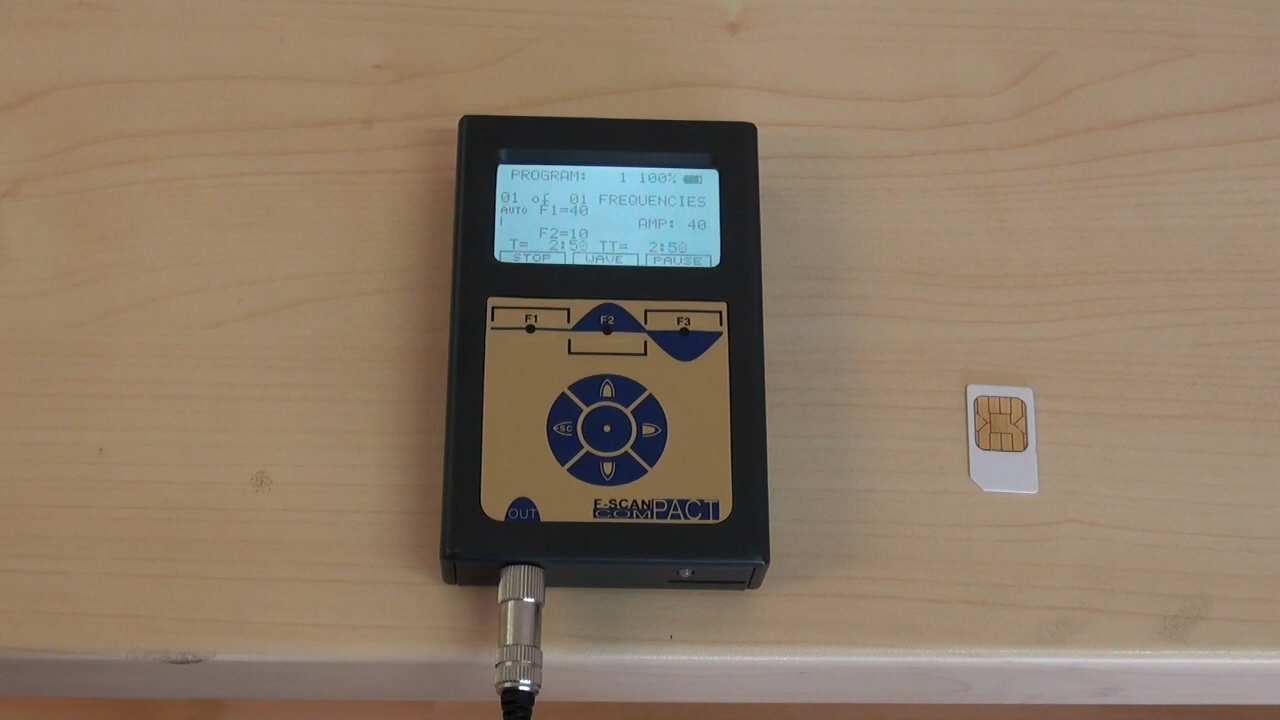 PROGRAM: 1 100%
01 of 01 FREQUENCIES
AUTO F1=40
AMP: 40
F2=10
T= 2:50 TT= 2:50
STOP WAVE PAUSE
F1 F2 F3
ESC
OUT
F-SCAN
COMPACT